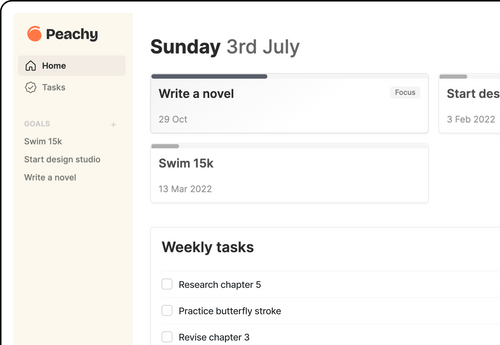 Peachy
Home
Tasks
GOALS +
Swim 15k
Start design studio
Write a novel
Sunday 3rd July
Write a novel Focus
29 Oct
Start des
3 Feb 2022
Swim 15k
13 Mar 2022
Weekly tasks
Research chapter 5
Practice butterfly stroke
Revise chapter 3